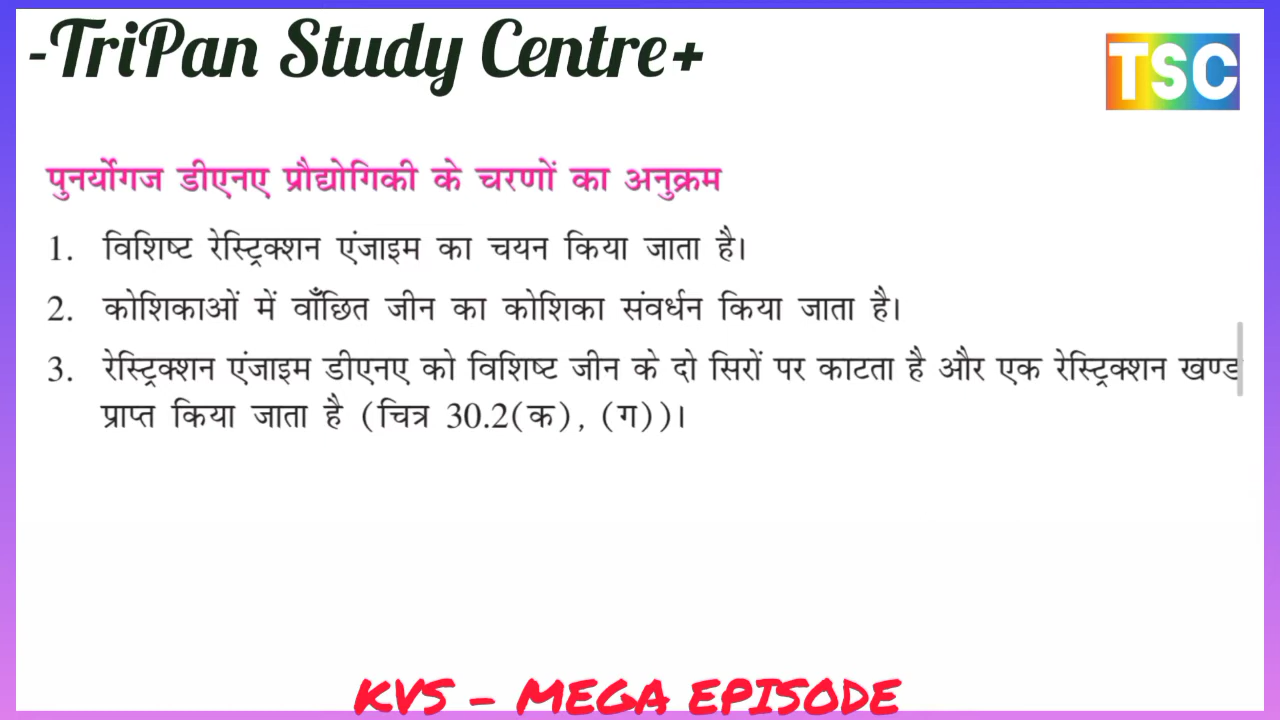 -TriPan Study Centre+
TSC
पुनर्योगज डीएनए प्रौद्योगिकी के चरणों का अनुक्रम
1. विशिष्ट रेस्ट्रिक्शन एंजाइम का चयन किया जाता है।
2. कोशिकाओं में वाँछित जीन का कोशिका संवर्धन किया जाता है।
3. रेस्ट्रिक्शन एंजाइम डीएनए को विशिष्ट जीन के दो सिरों पर काटता है और एक रेस्ट्रिक्शन खण्ड
प्राप्त किया जाता है (चित्र 30.2(क), (ग))।
KVS - MEGA EPISODE